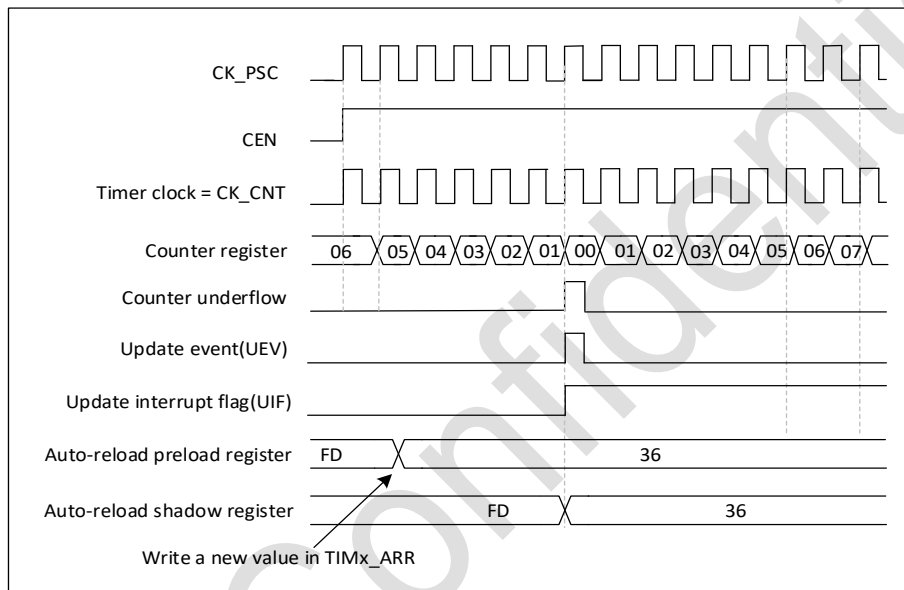 CK_PSC
CEN
Timer clock = CK_CNT
Counter register 06 05 04 03 02 01 00 01 02 03 04 05 06 07
Counter underflow
Update event(UEV)
Update interrupt flag(UIF)
Auto-reload preload register FD 36
Auto-reload shadow register FD 36
Write a new value in TIMx_ARR
Confidenti